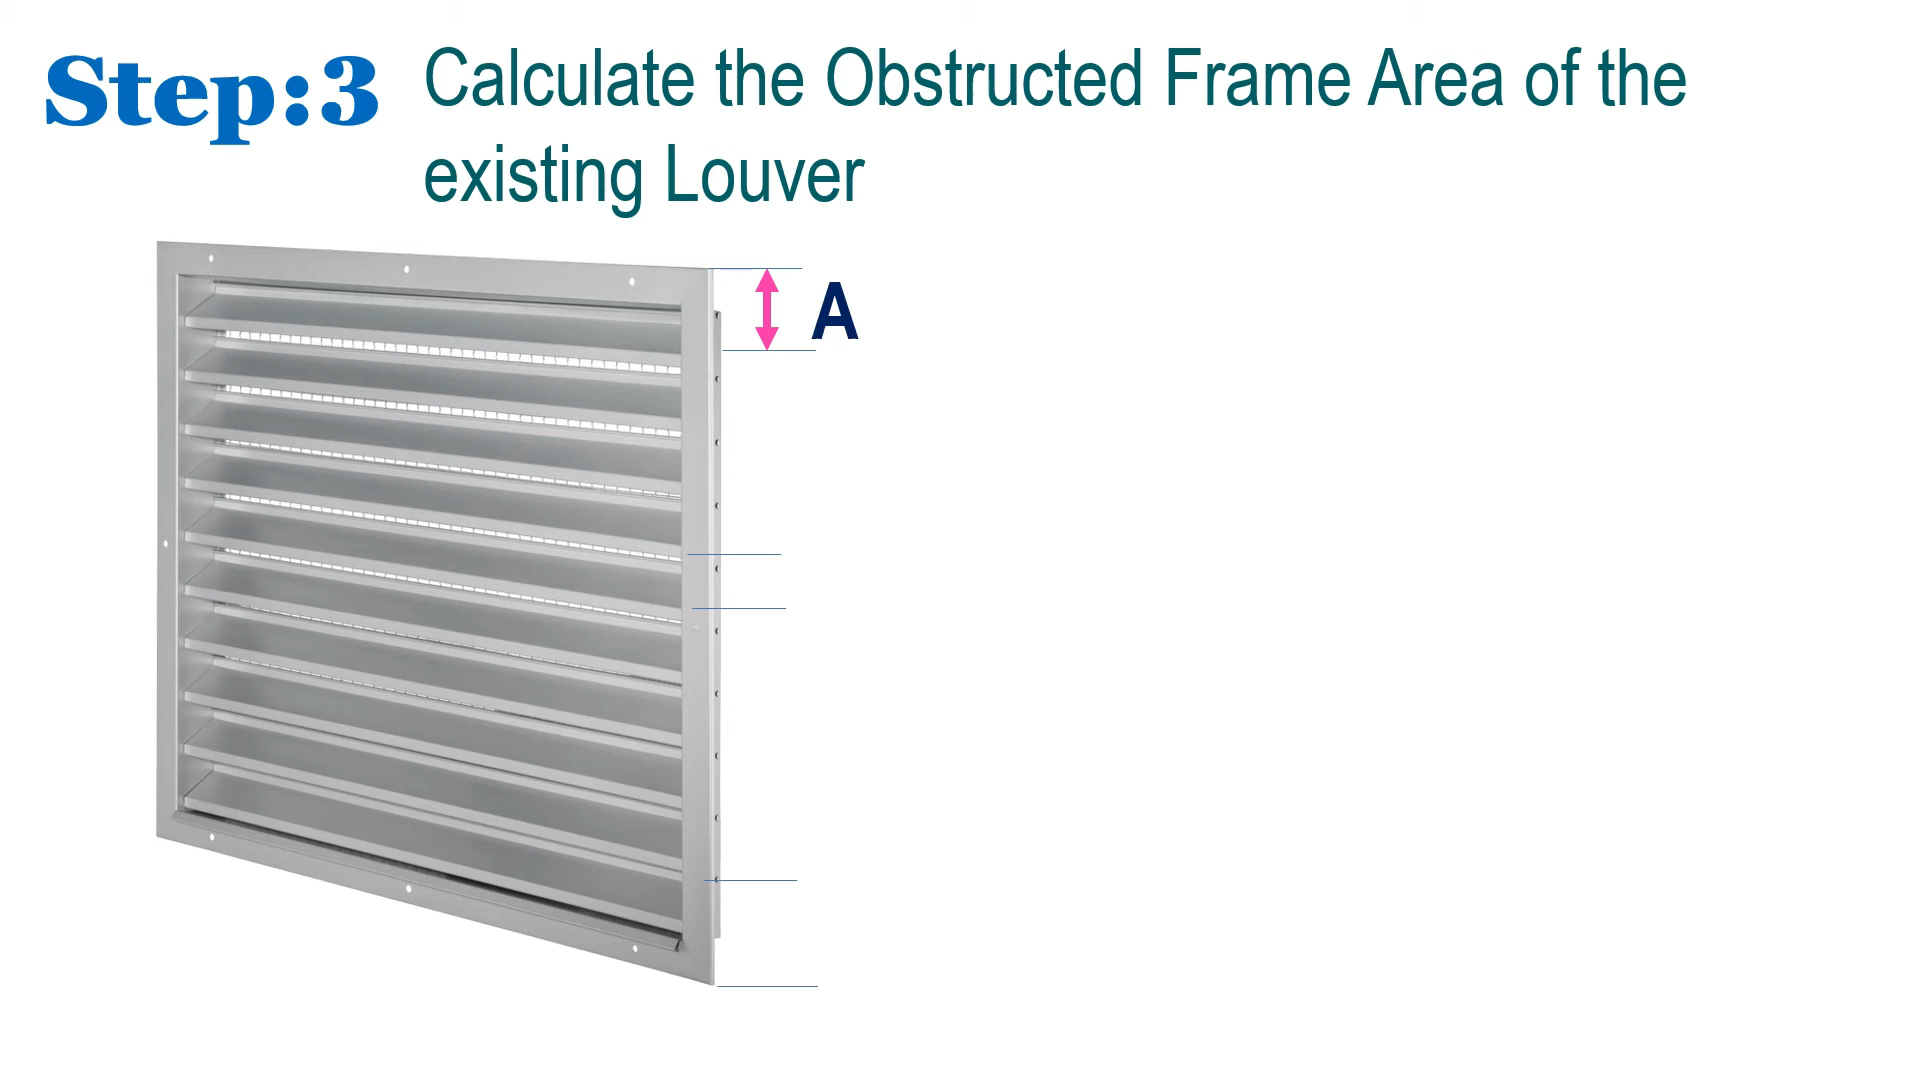 Step:3 Calculate the Obstructed Frame Area of the
existing Louver
A